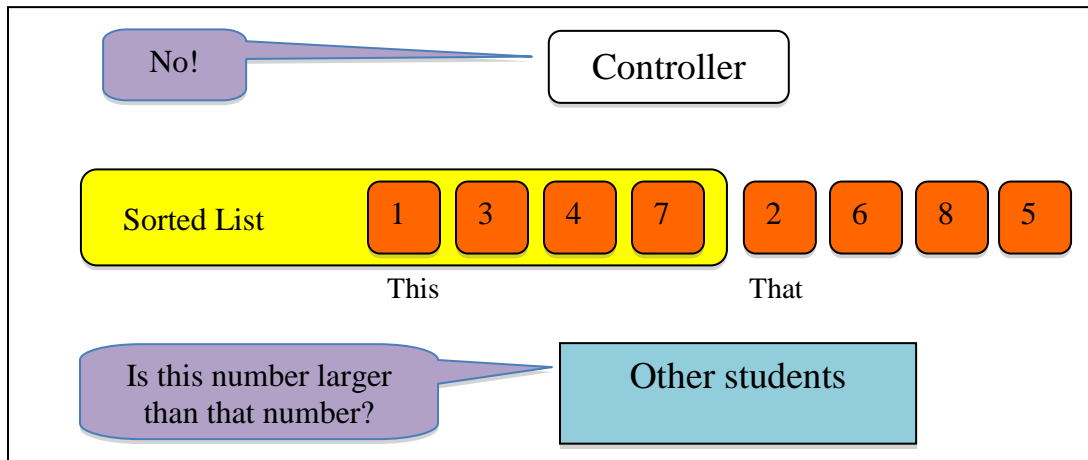 No!
Controller
Sorted List 1 3 4 7 2 6 8 5
This That
Is this number larger
than that number?
Other students